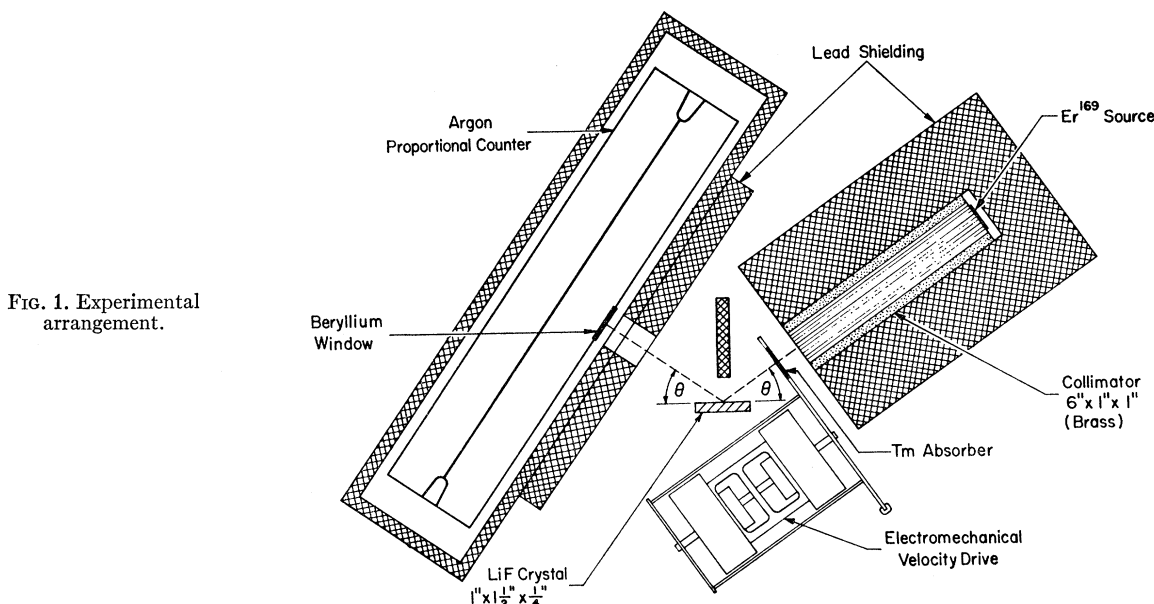 Lead Shielding
Er¹⁶⁹ Source
Argon
Proportional Counter
FIG. 1. Experimental
arrangement.
Beryllium
Window
θ
θ
Collimator
6"x 1"x 1"
(Brass)
Tm Absorber
Electromechanical
Velocity Drive
LiF Crystal
1"x 1½"x ¼"